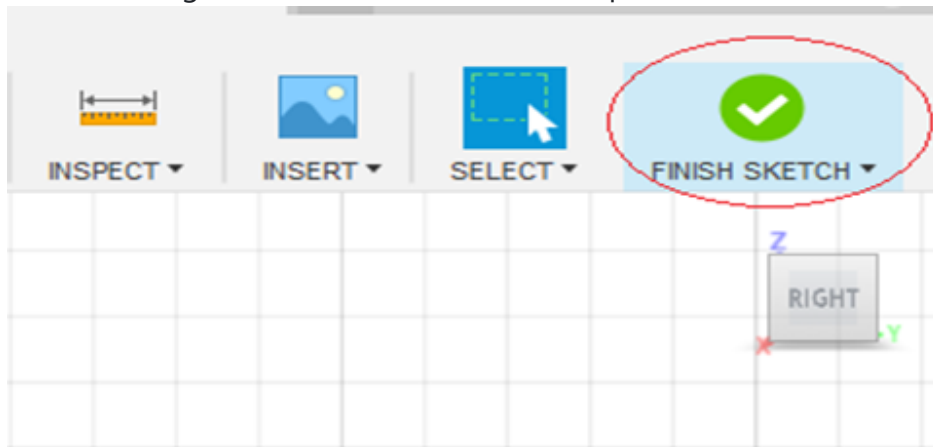 INSPECT
INSERT
SELECT
FINISH SKETCH
Z
RIGHT
X
Y